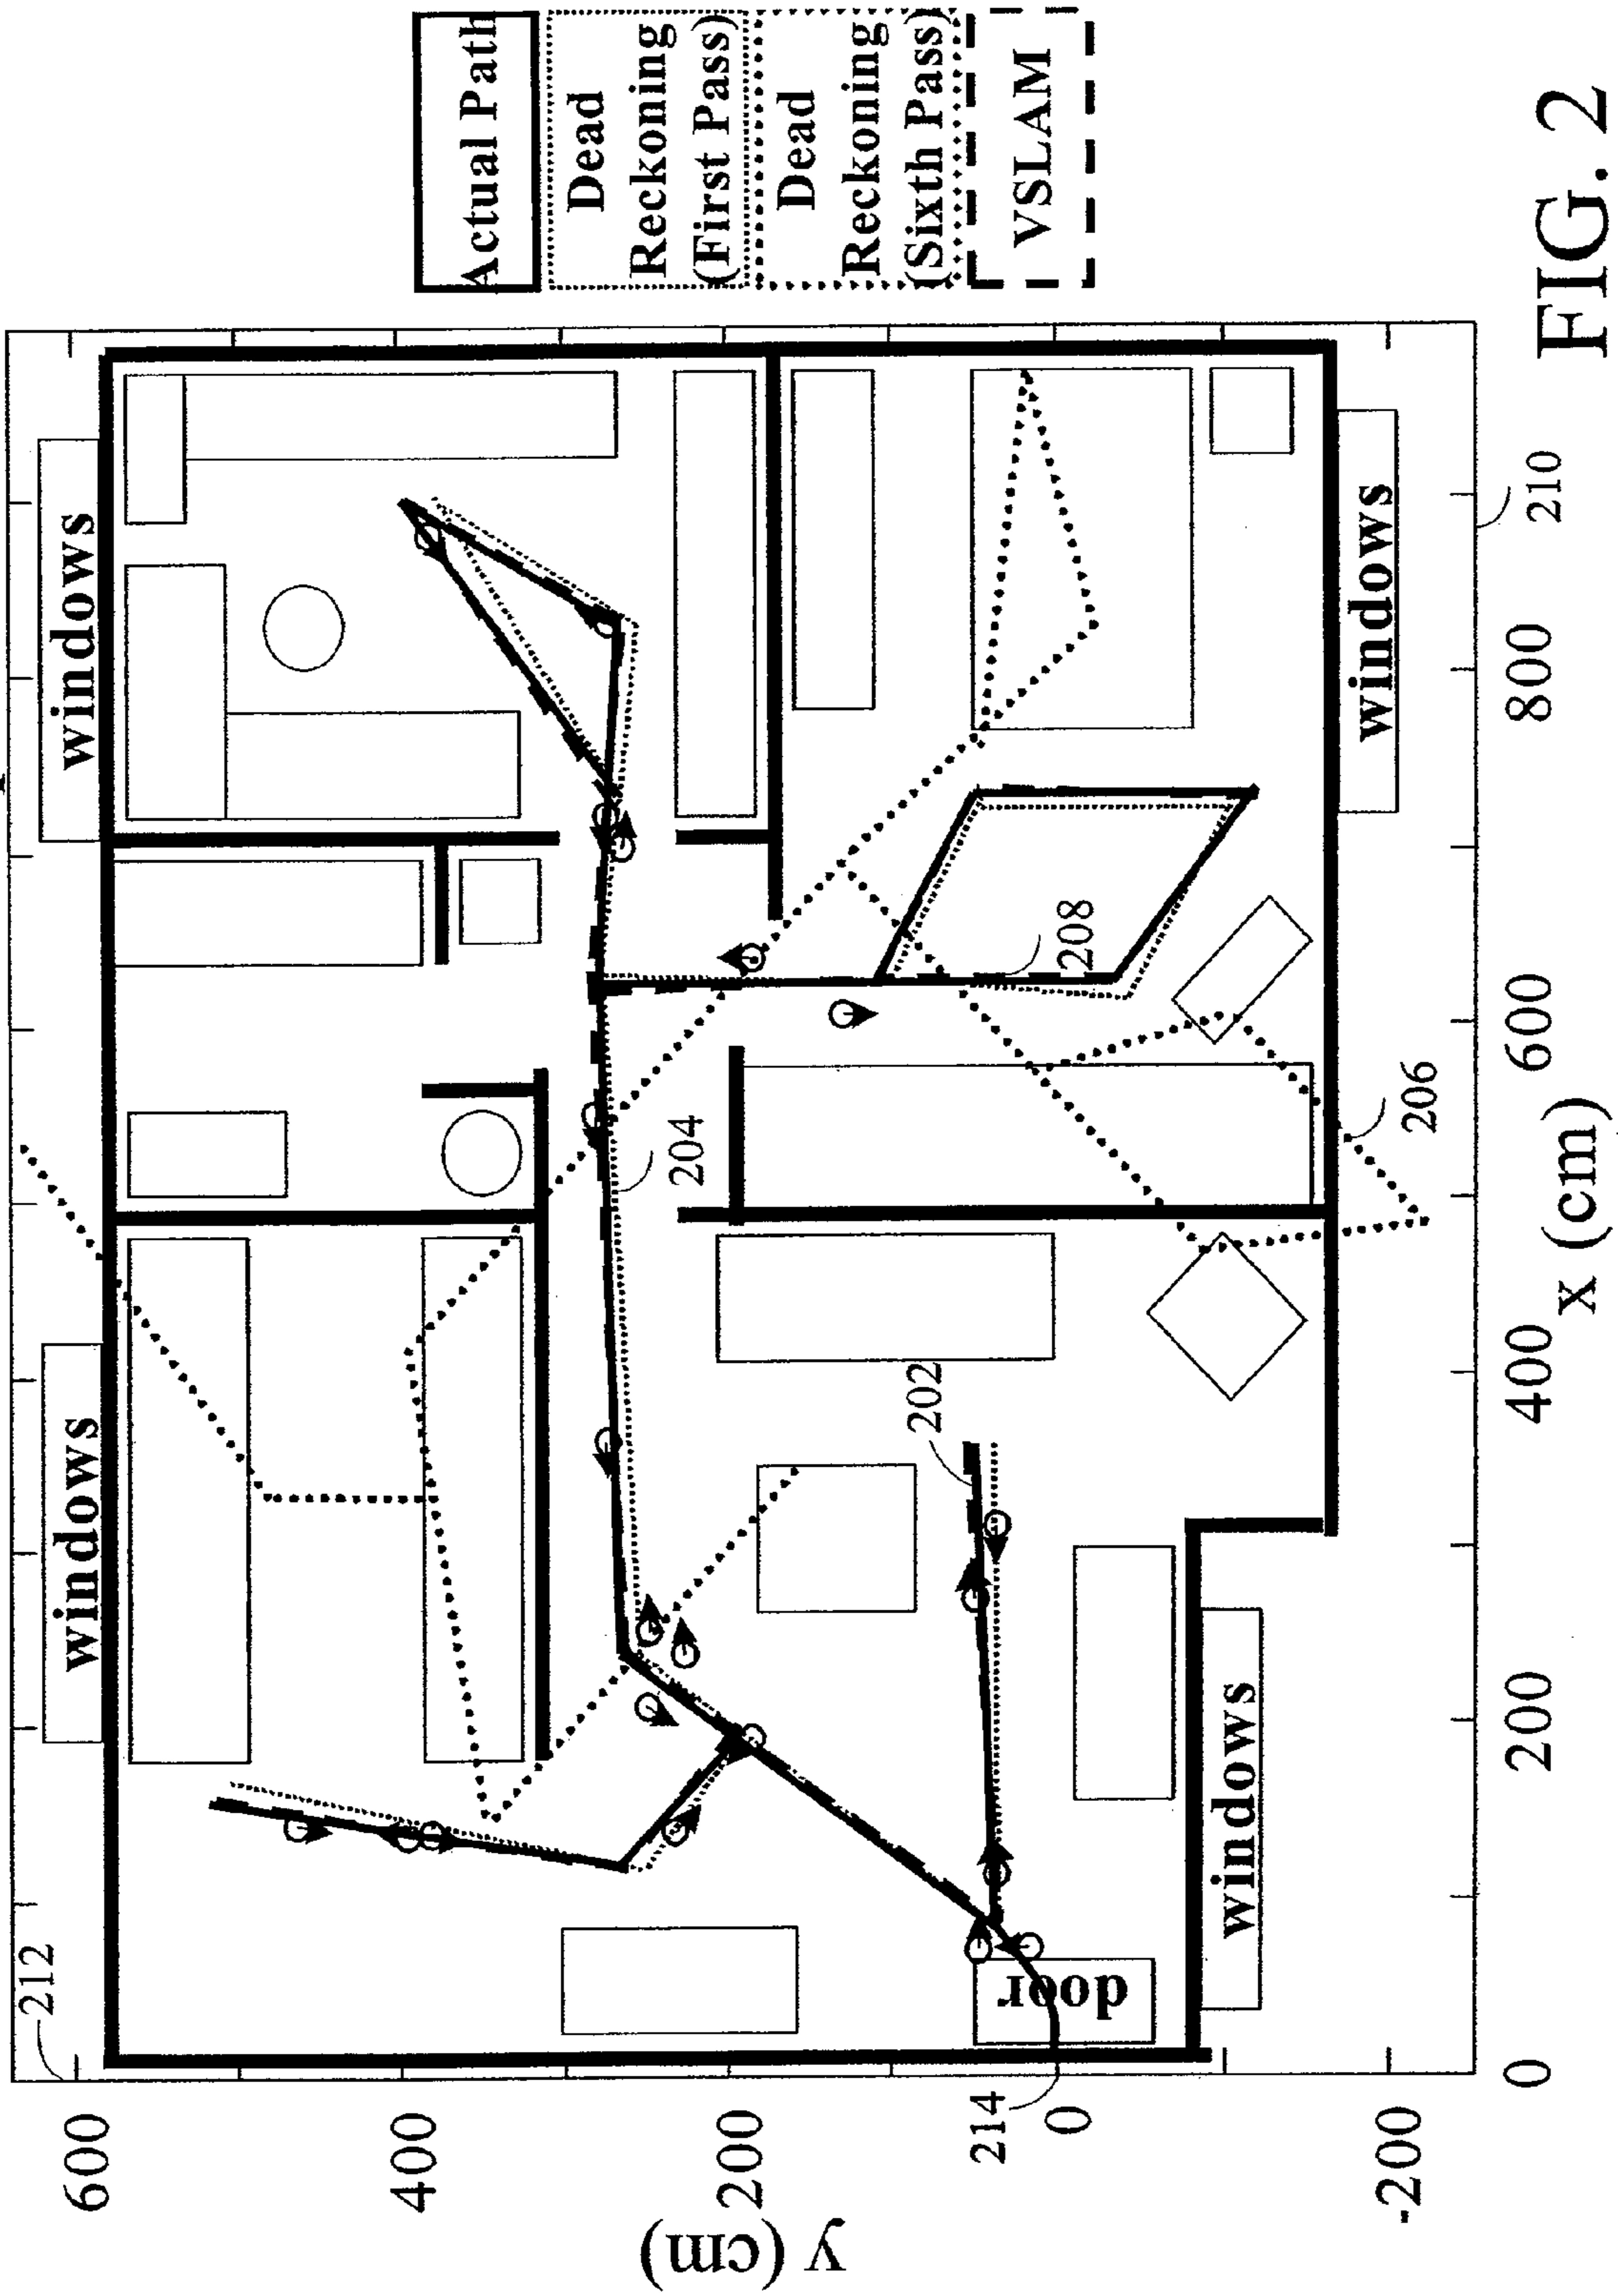 Actual Path
Dead
Reckoning
(First Pass)
Dead
Reckoning
(Sixth Pass)
VSLAM
windows
windows
windows
windows
door
202
204
206
208
210
212
214
y (cm)
600
400
200
0
-200
0
200
400
600
800
x (cm)
FIG. 2